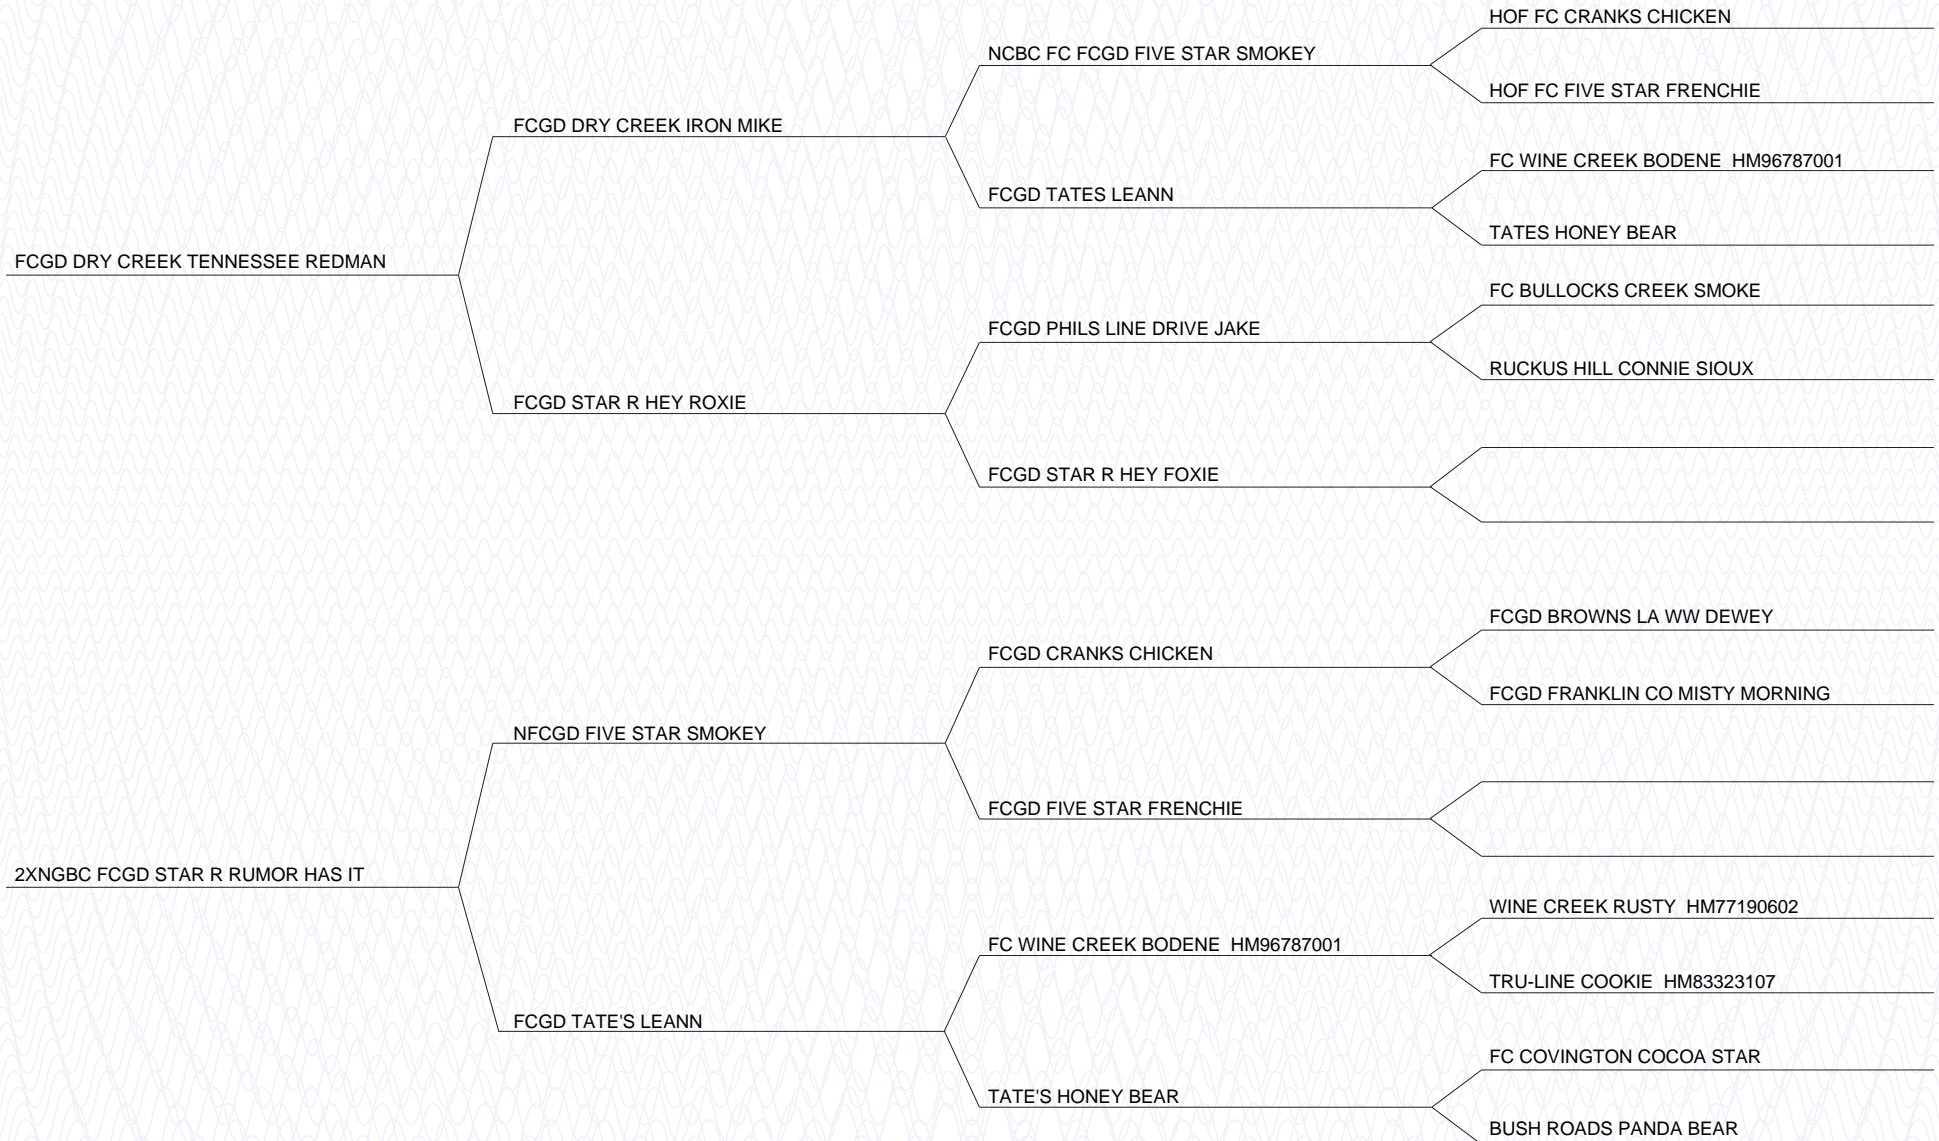 HOF FC CRANKS CHICKEN
NCBC FC FCGD FIVE STAR SMOKEY
HOF FC FIVE STAR FRENCHIE
FCGD DRY CREEK IRON MIKE
FC WINE CREEK BODENE HM96787001
FCGD TATES LEANN
TATES HONEY BEAR
FCGD DRY CREEK TENNESSEE REDMAN
FC BULLOCKS CREEK SMOKE
FCGD PHILS LINE DRIVE JAKE
RUCKUS HILL CONNIE SIOUX
FCGD STAR R HEY ROXIE
FCGD STAR R HEY FOXIE
FCGD BROWNS LA WW DEWEY
FCGD CRANKS CHICKEN
FCGD FRANKLIN CO MISTY MORNING
NFCGD FIVE STAR SMOKEY
FCGD FIVE STAR FRENCHIE
2XNGBC FCGD STAR R RUMOR HAS IT
WINE CREEK RUSTY HM77190602
FC WINE CREEK BODENE HM96787001
TRU-LINE COOKIE HM83323107
FCGD TATE'S LEANN
FC COVINGTON COCOA STAR
TATE'S HONEY BEAR
BUSH ROADS PANDA BEAR